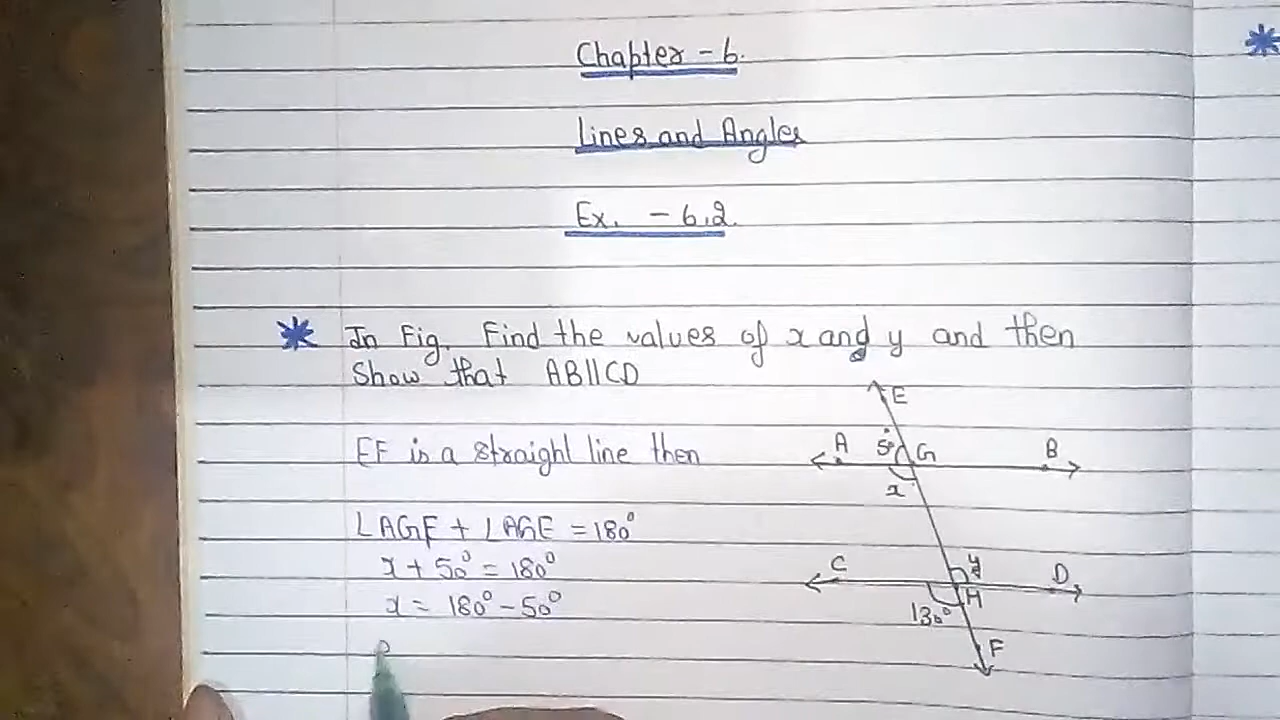 Chapter - 6.
Lines and Angles
Ex. - 6.2.
In Fig. Find the values of x and y and then
Show that AB||CD
EF is a straight line then
∠AGF + ∠AGE = 180°
x + 50° = 180°
x = 180° - 50°
E
A 50° G B
x
C y D
H
130°
F